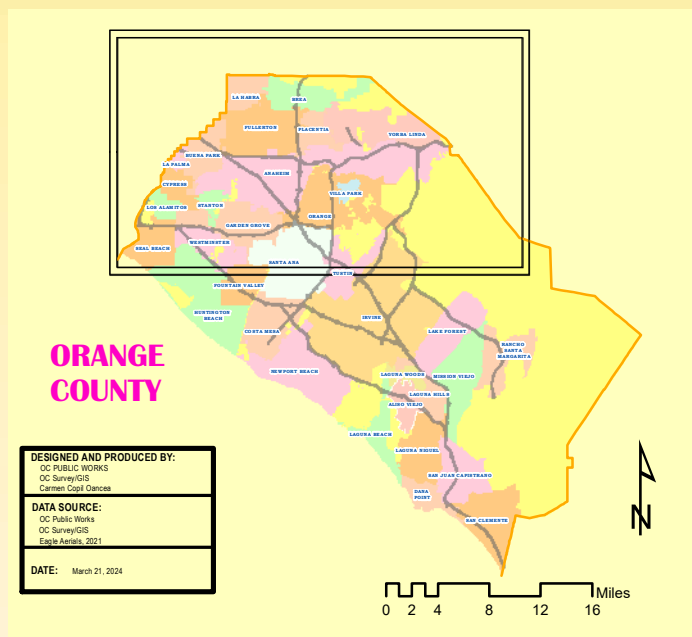 LA HABRA
BREA
FULLERTON
PLACENTIA
YORBA LINDA
BUENA PARK
LA PALMA
ANAHEIM
CYPRESS
VILLA PARK
LOS ALAMITOS
STANTON
ORANGE
GARDEN GROVE
SEAL BEACH
WESTMINSTER
SANTA ANA
TUSTIN
FOUNTAIN VALLEY
HUNTINGTON
BEACH
IRVINE
COSTA MESA
LAKE FOREST
RANCHO
SANTA
MARGARITA
NEWPORT BEACH
LAGUNA WOODS
MISSION VIEJO
LAGUNA HILLS
ALISO VIEJO
LAGUNA BEACH
LAGUNA NIGUEL
SAN JUAN CAPISTRANO
DANA
POINT
SAN CLEMENTE
ORANGE
COUNTY
DESIGNED AND PRODUCED BY:
OC PUBLIC WORKS
OC Survey/GIS
Carmen Copil Oancea
DATA SOURCE:
OC Public Works
OC Survey/GIS
Eagle Aerials, 2021
DATE: March 21, 2024
N
Miles
0 2 4 8 12 16